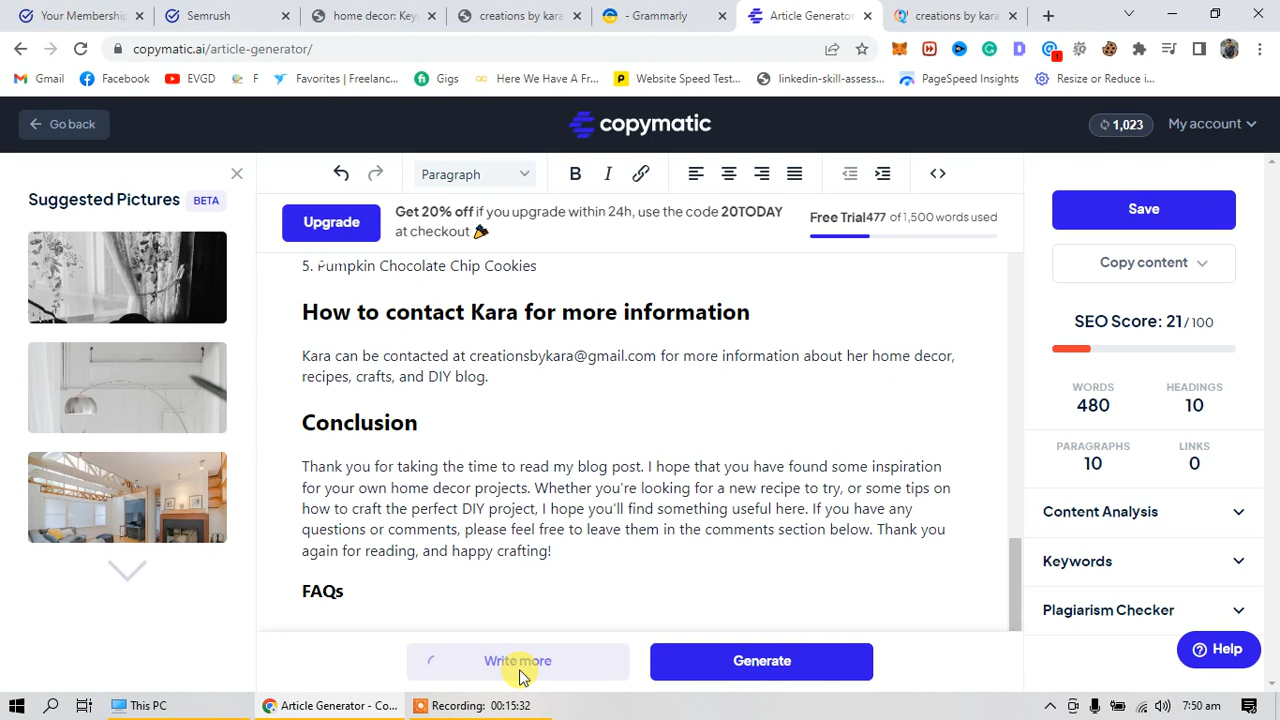 Your Membership
Semrush
home decor: Key
creations by kara
- Grammarly
Article Generator
creations by kara
copymatic.ai/article-generator/
1
Gmail
Facebook
EVGD
F
Favorites | Freelanc...
Gigs
Here We Have A Fr...
Website Speed Test...
linkedin-skill-assess...
PageSpeed Insights
Resize or Reduce i...
Go back
copymatic
1,023
My account
Suggested Pictures BETA
Paragraph
B I
Upgrade
Get 20% off if you upgrade within 24h, use the code 20TODAY
at checkout
Free Trial 477 of 1,500 words used
5. Pumpkin Chocolate Chip Cookies
How to contact Kara for more information
Kara can be contacted at creationsbykara@gmail.com for more information about her home decor,
recipes, crafts, and DIY blog.
Conclusion
Thank you for taking the time to read my blog post. I hope that you have found some inspiration
for your own home decor projects. Whether you're looking for a new recipe to try, or some tips on
how to craft the perfect DIY project, I hope you'll find something useful here. If you have any
questions or comments, please feel free to leave them in the comments section below. Thank you
again for reading, and happy crafting!
FAQs
Write more
Generate
Save
Copy content
SEO Score: 21/100
WORDS
480
HEADINGS
10
PARAGRAPHS
10
LINKS
0
Content Analysis
Keywords
Plagiarism Checker
Help
This PC
Article Generator - Co...
Recording: 00:15:32
7:50 am